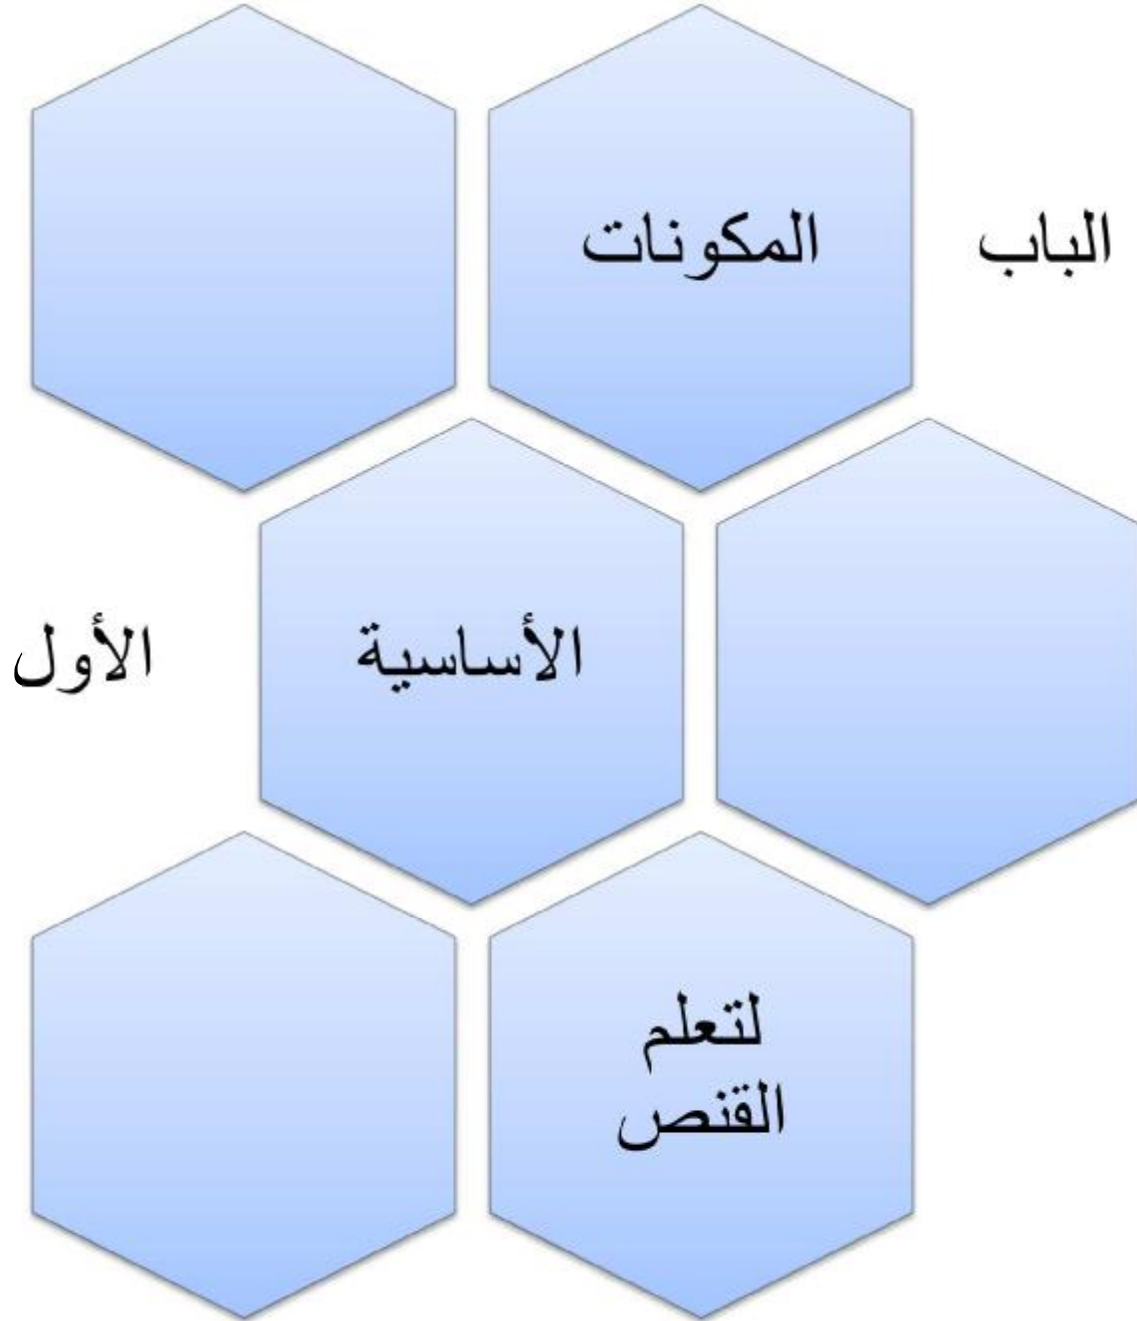 الباب
المكونات
الأساسية
الأول
لتعلم
القنص